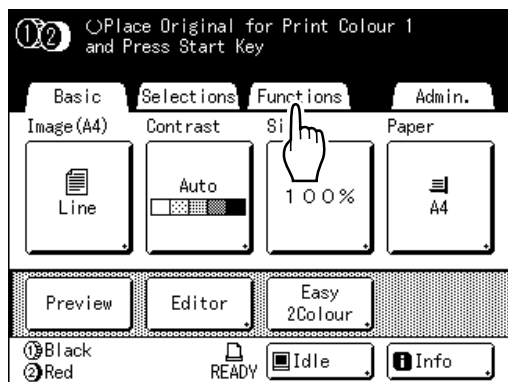 ①② Place Original for Print Colour 1
and Press Start Key
Basic Selections Functions Admin.
Image(A4) Contrast Paper
Line Auto 100% A4
Preview Editor Easy
2Colour
①Black
②Red READY Idle Info